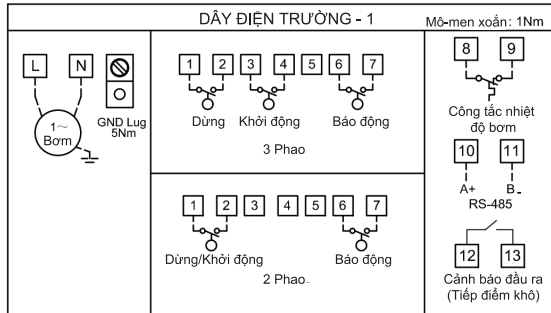 DÂY ĐIỆN TRƯỜNG - 1
Mô-men xoắn: 1Nm
L N
GND Lug
5Nm
1~
Bơm
1 2 3 4 5 6 7
Dừng Khởi động Báo động
3 Phao
1 2 3 4 5 6 7
Dừng/Khởi động Báo động
2 Phao
8 9
Công tắc nhiệt
độ bơm
10 11
A+ B-
RS-485
12 13
Cảnh báo đầu ra
(Tiếp điểm khô)